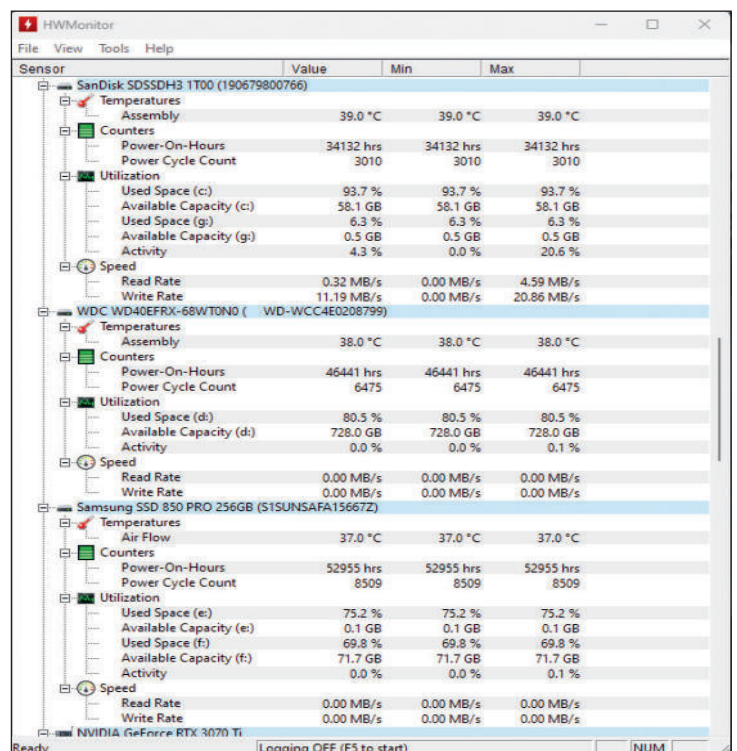 HWMonitor
File View Tools Help
Sensor Value Min Max
SanDisk SDSSDH3 1T00 (190679800766)
Temperatures
Assembly 39.0 °C 39.0 °C 39.0 °C
Counters
Power-On-Hours 34132 hrs 34132 hrs 34132 hrs
Power Cycle Count 3010 3010 3010
Utilization
Used Space (c:) 93.7 % 93.7 % 93.7 %
Available Capacity (c:) 58.1 GB 58.1 GB 58.1 GB
Used Space (g:) 6.3 % 6.3 % 6.3 %
Available Capacity (g:) 0.5 GB 0.5 GB 0.5 GB
Activity 4.3 % 0.0 % 20.6 %
Speed
Read Rate 0.32 MB/s 0.00 MB/s 4.59 MB/s
Write Rate 11.19 MB/s 0.00 MB/s 20.86 MB/s
WDC WD40EFRX-68WT0N0 ( WD-WCC4E0208799)
Temperatures
Assembly 38.0 °C 38.0 °C 38.0 °C
Counters
Power-On-Hours 46441 hrs 46441 hrs 46441 hrs
Power Cycle Count 6475 6475 6475
Utilization
Used Space (d:) 80.5 % 80.5 % 80.5 %
Available Capacity (d:) 728.0 GB 728.0 GB 728.0 GB
Activity 0.0 % 0.0 % 0.1 %
Speed
Read Rate 0.00 MB/s 0.00 MB/s 0.00 MB/s
Write Rate 0.00 MB/s 0.00 MB/s 0.00 MB/s
Samsung SSD 850 PRO 256GB (S1SUNSAFA15667Z)
Temperatures
Air Flow 37.0 °C 37.0 °C 37.0 °C
Counters
Power-On-Hours 52955 hrs 52955 hrs 52955 hrs
Power Cycle Count 8509 8509 8509
Utilization
Used Space (e:) 75.2 % 75.2 % 75.2 %
Available Capacity (e:) 0.1 GB 0.1 GB 0.1 GB
Used Space (f:) 69.8 % 69.8 % 69.8 %
Available Capacity (f:) 71.7 GB 71.7 GB 71.7 GB
Activity 0.0 % 0.0 % 0.1 %
Speed
Read Rate 0.00 MB/s 0.00 MB/s 0.00 MB/s
Write Rate 0.00 MB/s 0.00 MB/s 0.00 MB/s
NVIDIA GeForce RTX 3070 Ti
Ready Logging OFF (F5 to start) NUM